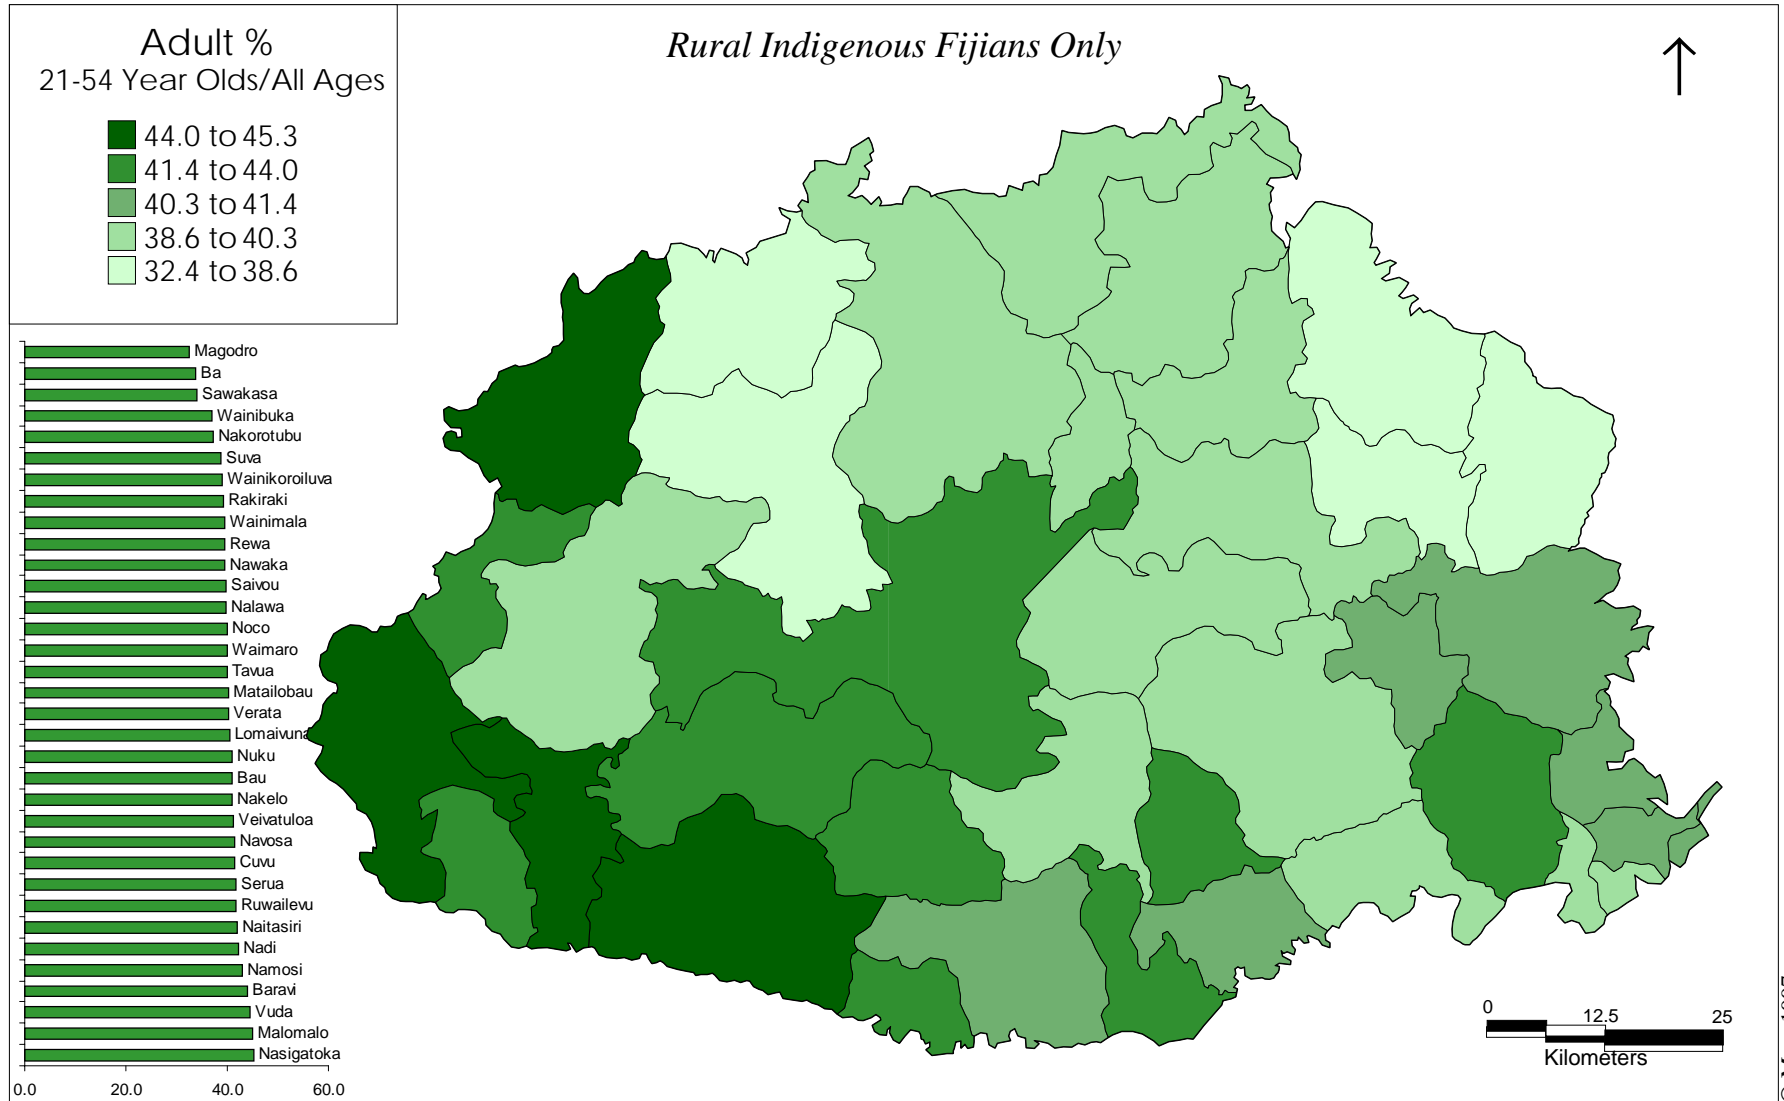 Adult %
21-54 Year Olds/All Ages
44.0 to 45.3
41.4 to 44.0
40.3 to 41.4
38.6 to 40.3
32.4 to 38.6
Rural Indigenous Fijians Only
Magodro
Ba
Sawakasa
Wainibuka
Nakorotubu
Suva
Wainikoroiluva
Rakiraki
Wainimala
Rewa
Nawaka
Saivou
Nalawa
Noco
Waimaro
Tavua
Matailobau
Verata
Lomaivuna
Nuku
Bau
Nakelo
Veivatuloa
Navosa
Cuvu
Serua
Ruwailevu
Naitasiri
Nadi
Namosi
Baravi
Vuda
Malomalo
Nasigatoka
0.0 20.0 40.0 60.0
0 12.5 25
Kilometers